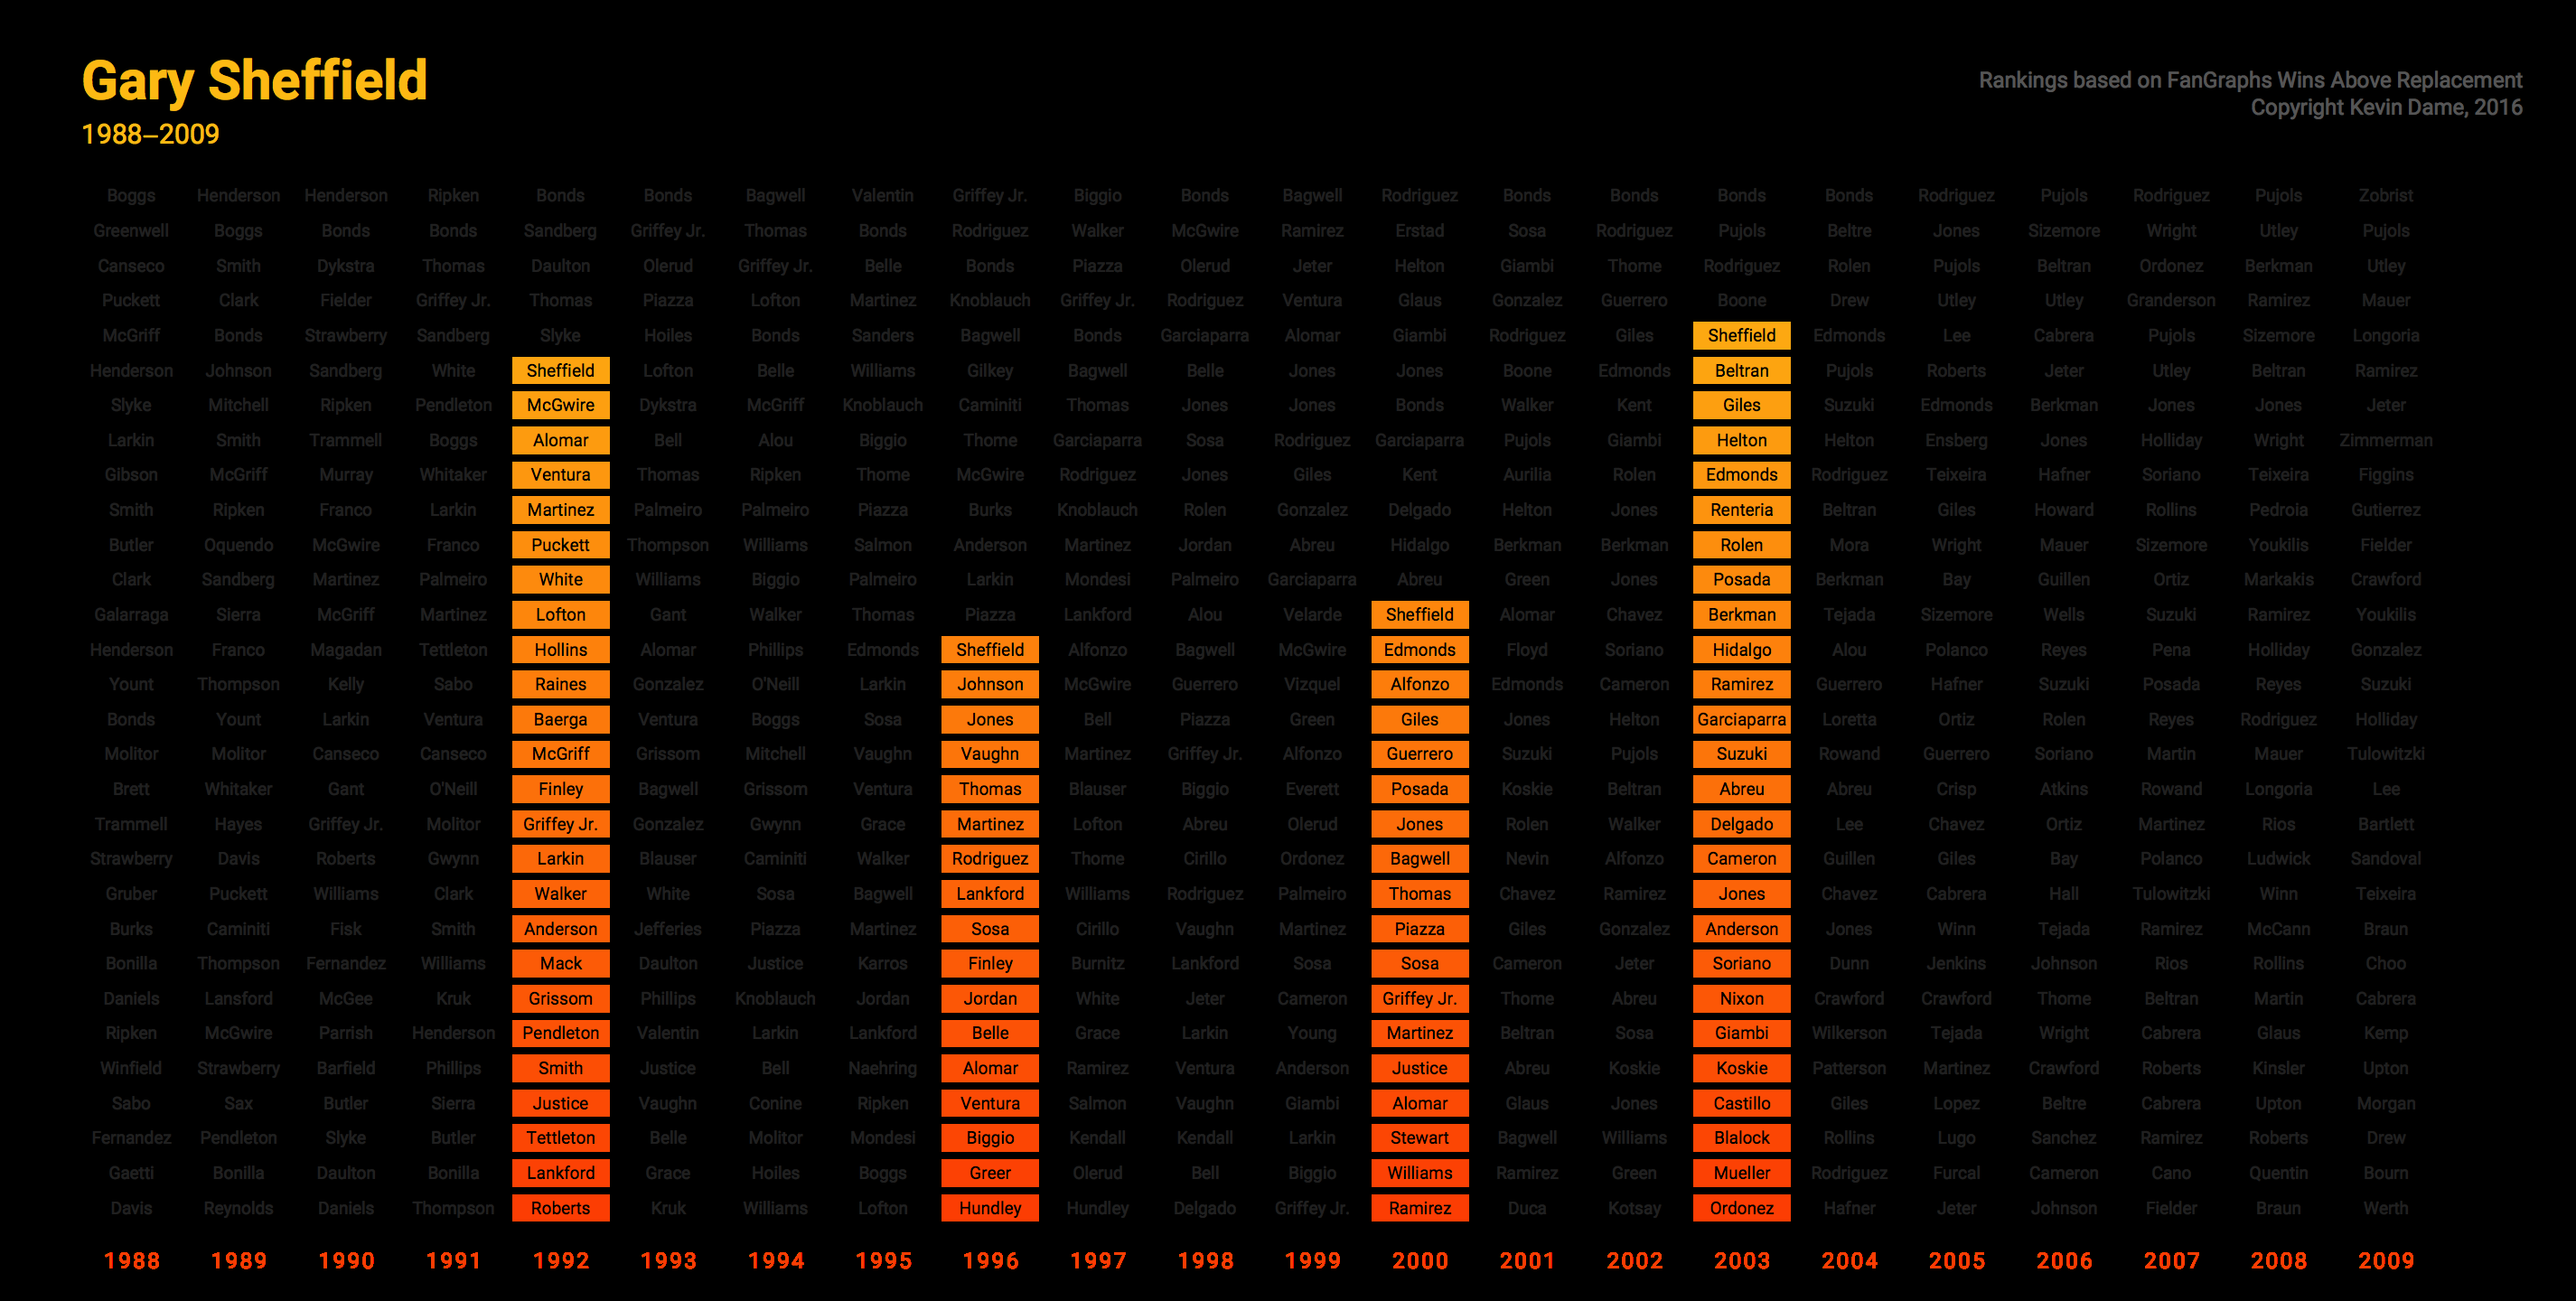 Gary Sheffield
1988–2009
Rankings based on FanGraphs Wins Above Replacement
Copyright Kevin Dame, 2016
Boggs Henderson Henderson Ripken Bonds Bonds Bagwell Valentin Griffey Jr. Biggio Bonds Bagwell Rodriguez Bonds Bonds Bonds Bonds Rodriguez Pujols Rodriguez Pujols Zobrist
Greenwell Boggs Bonds Bonds Sandberg Griffey Jr. Thomas Bonds Rodriguez Walker McGwire Ramirez Erstad Sosa Rodriguez Pujols Beltre Jones Sizemore Wright Utley Pujols
Canseco Smith Dykstra Thomas Daulton Olerud Griffey Jr. Belle Bonds Piazza Olerud Jeter Helton Giambi Thome Rodriguez Rolen Pujols Beltran Ordonez Berkman Utley
Puckett Clark Fielder Griffey Jr. Thomas Piazza Lofton Martinez Knoblauch Griffey Jr. Rodriguez Ventura Glaus Gonzalez Guerrero Boone Drew Utley Utley Granderson Ramirez Mauer
McGriff Bonds Strawberry Sandberg Slyke Hoiles Bonds Sanders Bagwell Bonds Garciaparra Alomar Giambi Rodriguez Giles Sheffield Edmonds Lee Cabrera Pujols Sizemore Longoria
Henderson Johnson Sandberg White Sheffield Lofton Belle Williams Gilkey Bagwell Belle Jones Jones Boone Edmonds Beltran Pujols Roberts Jeter Utley Beltran Ramirez
Slyke Mitchell Ripken Pendleton McGwire Dykstra McGriff Knoblauch Caminiti Thomas Jones Jones Bonds Walker Kent Giles Suzuki Edmonds Berkman Jones Jones Jeter
Larkin Smith Trammell Boggs Alomar Bell Alou Biggio Thome Garciaparra Sosa Rodriguez Garciaparra Pujols Giambi Helton Helton Ensberg Jones Holliday Wright Zimmerman
Gibson McGriff Murray Whitaker Ventura Thomas Ripken Thome McGwire Rodriguez Jones Giles Kent Aurilia Rolen Edmonds Rodriguez Teixeira Hafner Soriano Teixeira Figgins
Smith Ripken Franco Larkin Martinez Palmeiro Palmeiro Piazza Burks Knoblauch Rolen Gonzalez Delgado Helton Jones Renteria Beltran Giles Howard Rollins Pedroia Gutierrez
Butler Oquendo McGwire Franco Puckett Thompson Williams Salmon Anderson Martinez Jordan Abreu Hidalgo Berkman Berkman Rolen Mora Wright Mauer Sizemore Youkilis Fielder
Clark Sandberg Martinez Palmeiro White Williams Biggio Palmeiro Larkin Mondesi Palmeiro Garciaparra Abreu Green Jones Posada Berkman Bay Guillen Ortiz Markakis Crawford
Galarraga Sierra McGriff Martinez Lofton Gant Walker Thomas Piazza Lankford Alou Velarde Sheffield Alomar Chavez Berkman Tejada Sizemore Wells Suzuki Ramirez Youkilis
Henderson Franco Magadan Tettleton Hollins Alomar Phillips Edmonds Sheffield Alfonzo Bagwell McGwire Edmonds Floyd Soriano Hidalgo Alou Polanco Reyes Pena Holliday Gonzalez
Yount Thompson Kelly Sabo Raines Gonzalez O'Neill Larkin Johnson McGwire Guerrero Vizquel Alfonzo Edmonds Cameron Ramirez Guerrero Hafner Suzuki Posada Reyes Suzuki
Bonds Yount Larkin Ventura Baerga Ventura Boggs Sosa Jones Bell Piazza Green Giles Jones Helton Garciaparra Loretta Ortiz Rolen Reyes Rodriguez Holliday
Molitor Molitor Canseco Canseco McGriff Grissom Mitchell Vaughn Vaughn Martinez Griffey Jr. Alfonzo Guerrero Suzuki Pujols Suzuki Rowand Guerrero Soriano Martin Mauer Tulowitzki
Brett Whitaker Gant O'Neill Finley Bagwell Grissom Ventura Thomas Blauser Biggio Everett Posada Koskie Beltran Abreu Abreu Crisp Atkins Rowand Longoria Lee
Trammell Hayes Griffey Jr. Molitor Griffey Jr. Gonzalez Gwynn Grace Martinez Lofton Abreu Olerud Jones Rolen Walker Delgado Lee Chavez Ortiz Martinez Rios Bartlett
Strawberry Davis Roberts Gwynn Larkin Blauser Caminiti Walker Rodriguez Thome Cirillo Ordonez Bagwell Nevin Alfonzo Cameron Guillen Giles Bay Polanco Ludwick Sandoval
Gruber Puckett Williams Clark Walker White Sosa Bagwell Lankford Williams Rodriguez Palmeiro Thomas Chavez Ramirez Jones Chavez Cabrera Hall Tulowitzki Winn Teixeira
Burks Caminiti Fisk Smith Anderson Jefferies Piazza Martinez Sosa Cirillo Vaughn Martinez Piazza Giles Gonzalez Anderson Jones Winn Tejada Ramirez McCann Braun
Bonilla Thompson Fernandez Williams Mack Daulton Justice Karros Finley Burnitz Lankford Sosa Sosa Cameron Jeter Soriano Dunn Jenkins Johnson Rios Rollins Choo
Daniels Lansford McGee Kruk Grissom Phillips Knoblauch Jordan Jordan White Jeter Cameron Griffey Jr. Thome Abreu Nixon Crawford Crawford Thome Beltran Martin Cabrera
Ripken McGwire Parrish Henderson Pendleton Valentin Larkin Lankford Belle Grace Larkin Young Martinez Beltran Sosa Giambi Wilkerson Tejada Wright Cabrera Glaus Kemp
Winfield Strawberry Barfield Phillips Smith Justice Bell Naehring Alomar Ramirez Ventura Anderson Justice Abreu Koskie Koskie Patterson Martinez Crawford Roberts Kinsler Upton
Sabo Sax Butler Sierra Justice Vaughn Conine Ripken Ventura Salmon Vaughn Giambi Alomar Glaus Jones Castillo Giles Lopez Beltre Cabrera Upton Morgan
Fernandez Pendleton Slyke Butler Tettleton Belle Molitor Mondesi Biggio Kendall Kendall Larkin Stewart Bagwell Williams Blalock Rollins Lugo Sanchez Ramirez Roberts Drew
Gaetti Bonilla Daulton Bonilla Lankford Grace Hoiles Boggs Greer Olerud Bell Biggio Williams Ramirez Green Mueller Rodriguez Furcal Cameron Cano Quentin Bourn
Davis Reynolds Daniels Thompson Roberts Kruk Williams Lofton Hundley Hundley Delgado Griffey Jr. Ramirez Duca Kotsay Ordonez Hafner Jeter Johnson Fielder Braun Werth
1988 1989 1990 1991 1992 1993 1994 1995 1996 1997 1998 1999 2000 2001 2002 2003 2004 2005 2006 2007 2008 2009